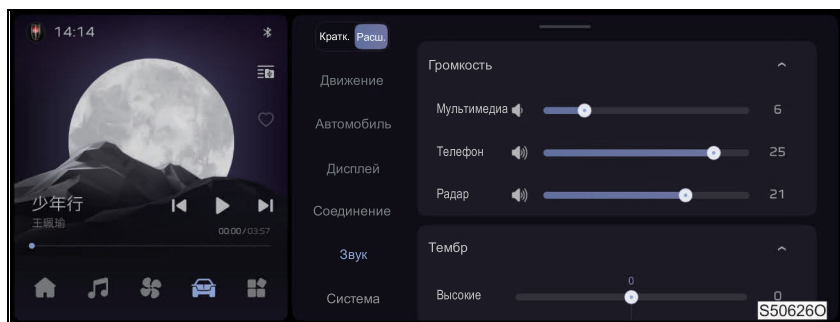 14:14
少年行
王珮瑜
00:00/03:57
Кратк. Расш.
Движение
Автомобиль
Дисплей
Соединение
Звук
Система
Громкость
Мультимедиа 6
Телефон 25
Радар 21
Тембр
0
Высокие 0
S50626O